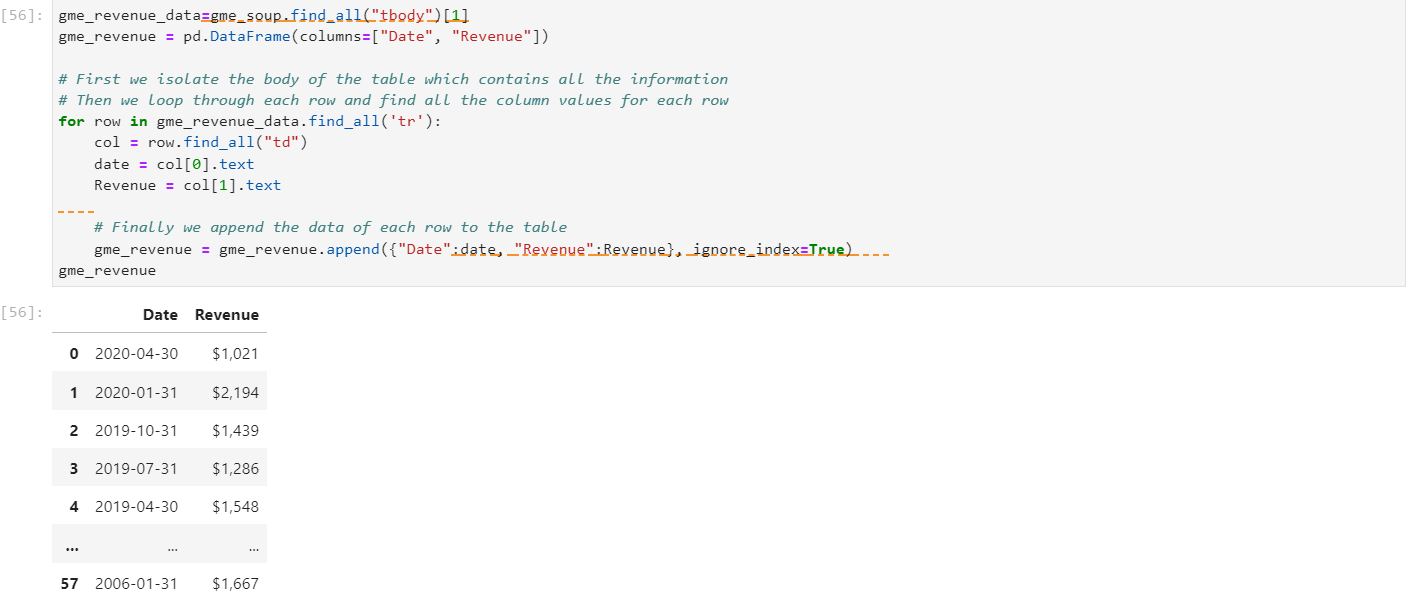 [56]: gme_revenue_data=gme_soup.find_all("tbody")[1]
gme_revenue = pd.DataFrame(columns=["Date", "Revenue"])
# First we isolate the body of the table which contains all the information
# Then we loop through each row and find all the column values for each row
for row in gme_revenue_data.find_all('tr'):
    col = row.find_all("td")
    date = col[0].text
    Revenue = col[1].text
    # Finally we append the data of each row to the table
    gme_revenue = gme_revenue.append({"Date":date, "Revenue":Revenue}, ignore_index=True)
gme_revenue
[56]: Date Revenue
0 2020-04-30 $1,021
1 2020-01-31 $2,194
2 2019-10-31 $1,439
3 2019-07-31 $1,286
4 2019-04-30 $1,548
... ... ...
57 2006-01-31 $1,667